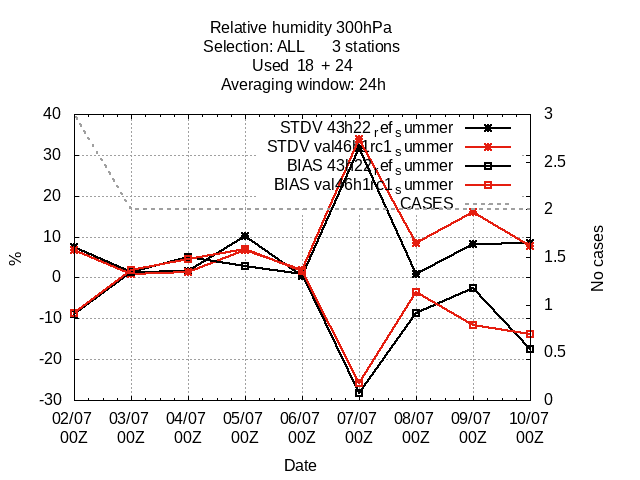 Relative humidity 300hPa
Selection: ALL 3 stations
Used 18 + 24
Averaging window: 24h
40
30
20
10
0
-10
-20
-30
%
STDV 43h22_ref_summer
STDV val46h1rc1_summer
BIAS 43h22_ref_summer
BIAS val46h1rc1_summer
CASES
3
2.5
2
1.5
1
0.5
0
No cases
02/07 03/07 04/07 05/07 06/07 07/07 08/07 09/07 10/07
00Z 00Z 00Z 00Z 00Z 00Z 00Z 00Z 00Z
Date